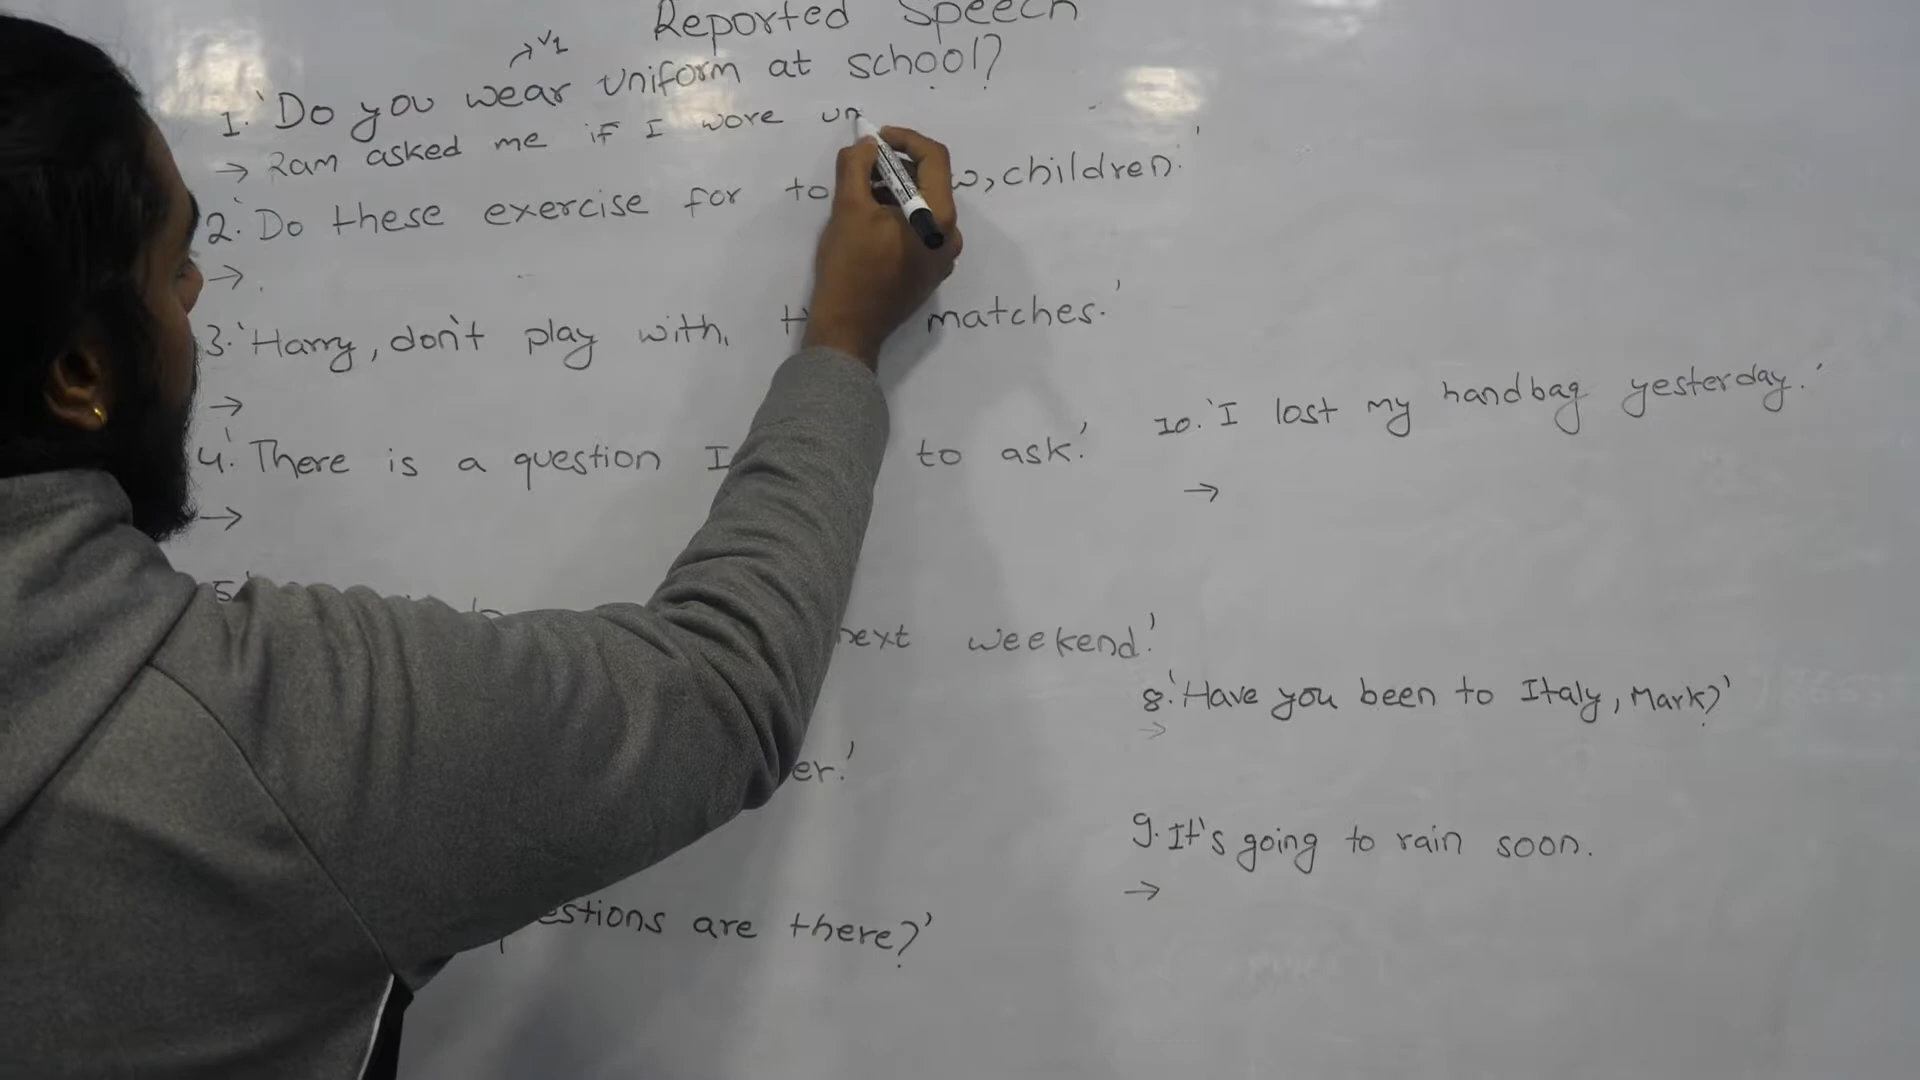 Reported Speech
→ V1
1. 'Do you wear uniform at school?
→ Ram asked me if I wore un
2. 'Do these exercise for to w, children.'
→.
3. 'Harry, don't play with matches.'
→
4. 'There is a question I to ask.'
→
5. '
next weekend.'
er.'
estions are there?'
10. 'I lost my handbag yesterday.'
→
8. 'Have you been to Italy, Mark?'
→
9. It's going to rain soon.
→